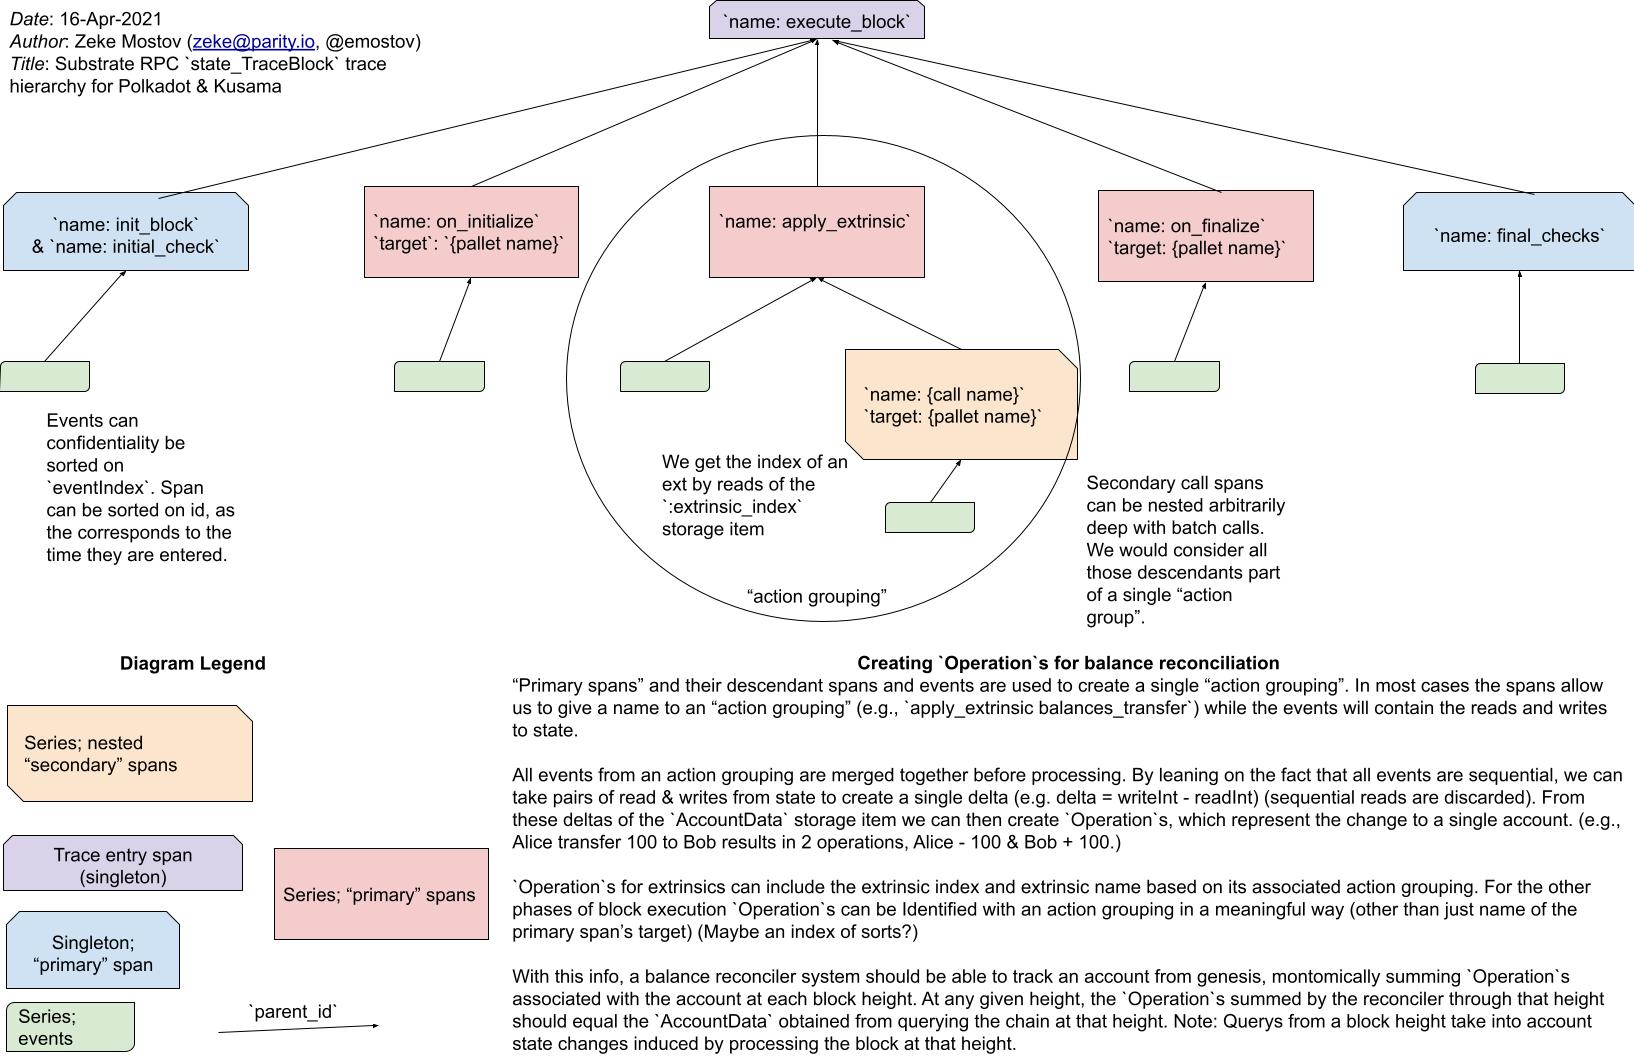 Date: 16-Apr-2021
Author: Zeke Mostov (zeke@parity.io, @emostov)
Title: Substrate RPC `state_TraceBlock` trace
hierarchy for Polkadot & Kusama
`name: execute_block`
`name: init_block`
& `name: initial_check`
`name: on_initialize`
`target`: `{pallet name}`
`name: apply_extrinsic`
`name: on_finalize`
`target: {pallet name}`
`name: final_checks`
`name: {call name}`
`target: {pallet name}`
Events can
confidentiality be
sorted on
`eventIndex`. Span
can be sorted on id, as
the corresponds to the
time they are entered.
We get the index of an
ext by reads of the
`:extrinsic_index`
storage item
“action grouping”
Secondary call spans
can be nested arbitrarily
deep with batch calls.
We would consider all
those descendants part
of a single “action
group”.
Diagram Legend
Series; nested
“secondary” spans
Trace entry span
(singleton)
Series; “primary” spans
Singleton;
“primary” span
Series;
events
`parent_id`
Creating `Operation`s for balance reconciliation
“Primary spans” and their descendant spans and events are used to create a single “action grouping”. In most cases the spans allow
us to give a name to an “action grouping” (e.g., `apply_extrinsic balances_transfer`) while the events will contain the reads and writes
to state.
All events from an action grouping are merged together before processing. By leaning on the fact that all events are sequential, we can
take pairs of read & writes from state to create a single delta (e.g. delta = writeInt - readInt) (sequential reads are discarded). From
these deltas of the `AccountData` storage item we can then create `Operation`s, which represent the change to a single account. (e.g.,
Alice transfer 100 to Bob results in 2 operations, Alice - 100 & Bob + 100.)
`Operation`s for extrinsics can include the extrinsic index and extrinsic name based on its associated action grouping. For the other
phases of block execution `Operation`s can be Identified with an action grouping in a meaningful way (other than just name of the
primary span’s target) (Maybe an index of sorts?)
With this info, a balance reconciler system should be able to track an account from genesis, montomically summing `Operation`s
associated with the account at each block height. At any given height, the `Operation`s summed by the reconciler through that height
should equal the `AccountData` obtained from querying the chain at that height. Note: Querys from a block height take into account
state changes induced by processing the block at that height.